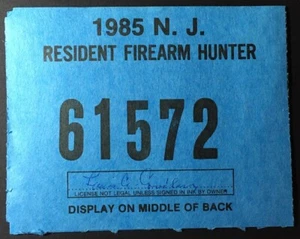 1985 N. J.
RESIDENT FIREARM HUNTER
61572
LICENSE NOT LEGAL UNLESS SIGNED IN INK BY OWNER
DISPLAY ON MIDDLE OF BACK